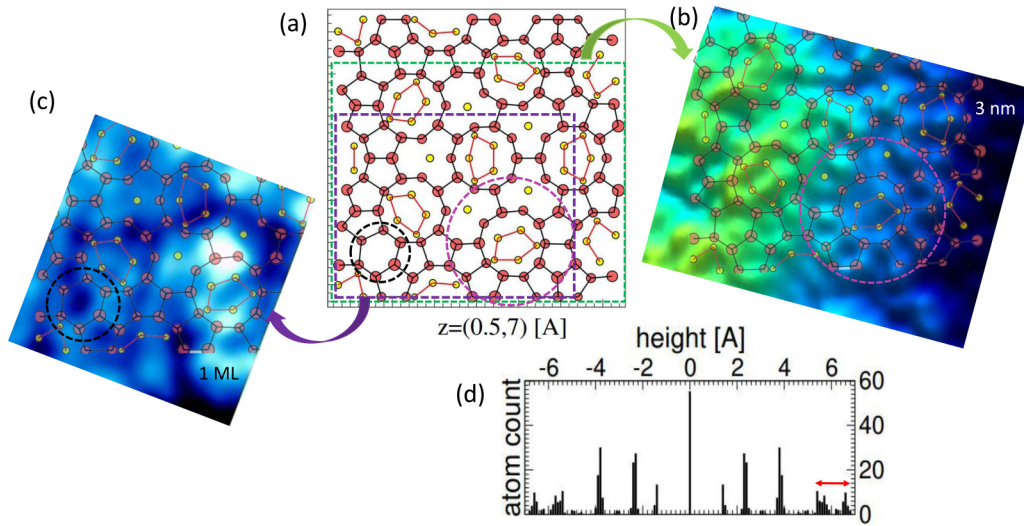 (a)
(b)
3 nm
(c)
1 ML
z=(0.5,7) [A]
height [A]
-6 -4 -2 0 2 4 6
(d)
atom count
60
40
20
0